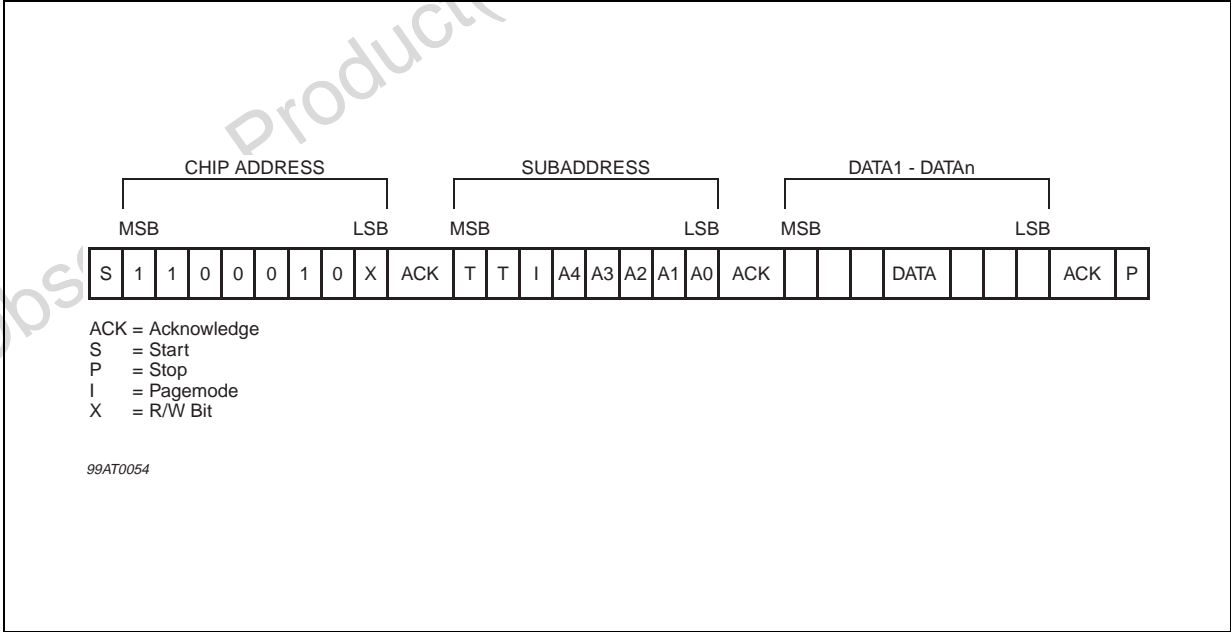 Product(
Obs
CHIP ADDRESS SUBADDRESS DATA1 - DATAn
MSB LSB MSB LSB MSB LSB
S 1 1 0 0 0 1 0 X ACK T T I A4 A3 A2 A1 A0 ACK DATA ACK P
ACK = Acknowledge
S = Start
P = Stop
I = Pagemode
X = R/W Bit
99AT0054